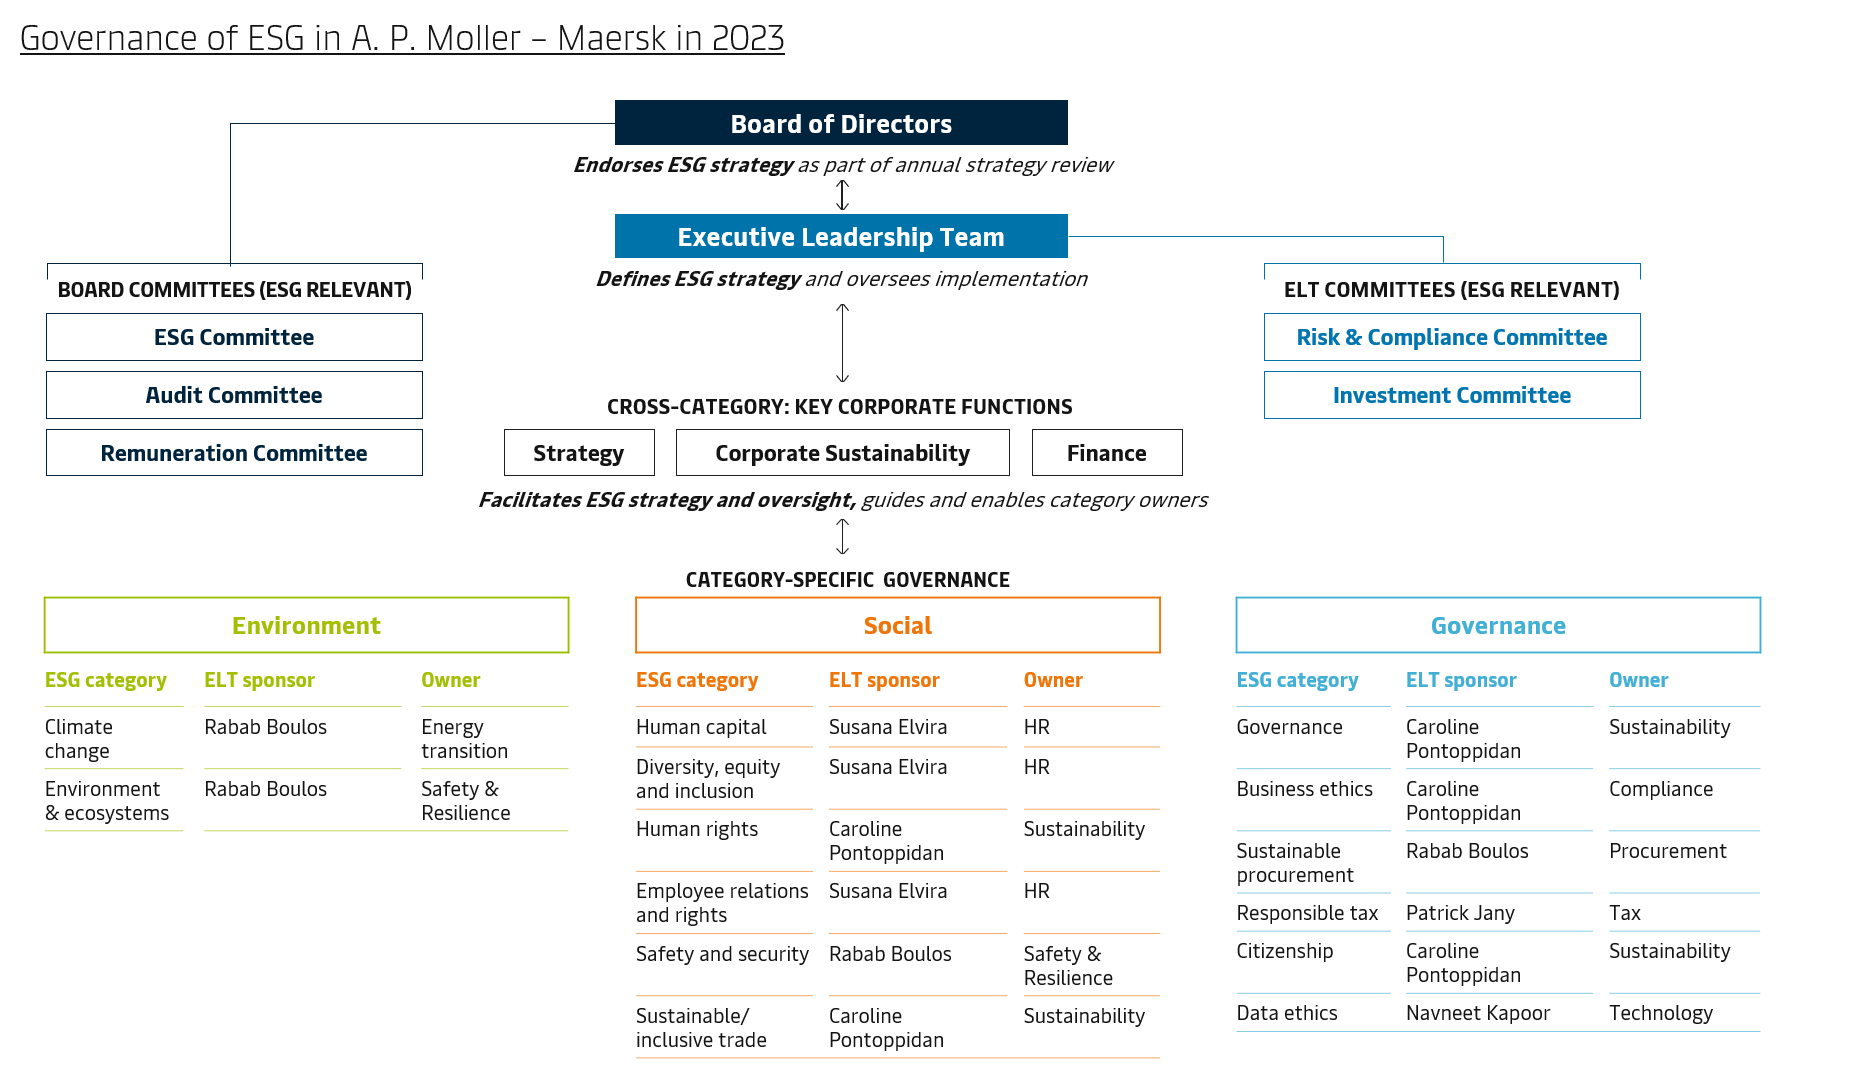 Governance of ESG in A. P. Moller – Maersk in 2023
Board of Directors
Endorses ESG strategy as part of annual strategy review
Executive Leadership Team
Defines ESG strategy and oversees implementation
BOARD COMMITTEES (ESG RELEVANT)
ESG Committee
Audit Committee
Remuneration Committee
ELT COMMITTEES (ESG RELEVANT)
Risk & Compliance Committee
Investment Committee
CROSS-CATEGORY: KEY CORPORATE FUNCTIONS
Strategy
Corporate Sustainability
Finance
Facilitates ESG strategy and oversight, guides and enables category owners
CATEGORY-SPECIFIC GOVERNANCE
Environment
ESG category ELT sponsor Owner
Climate Rabab Boulos Energy
change transition
Environment Rabab Boulos Safety &
& ecosystems Resilience
Social
ESG category ELT sponsor Owner
Human capital Susana Elvira HR
Diversity, equity Susana Elvira HR
and inclusion
Human rights Caroline Sustainability
Pontoppidan
Employee relations Susana Elvira HR
and rights
Safety and security Rabab Boulos Safety &
Resilience
Sustainable/ Caroline Sustainability
inclusive trade Pontoppidan
Governance
ESG category ELT sponsor Owner
Governance Caroline Sustainability
Pontoppidan
Business ethics Caroline Compliance
Pontoppidan
Sustainable Rabab Boulos Procurement
procurement
Responsible tax Patrick Jany Tax
Citizenship Caroline Sustainability
Pontoppidan
Data ethics Navneet Kapoor Technology